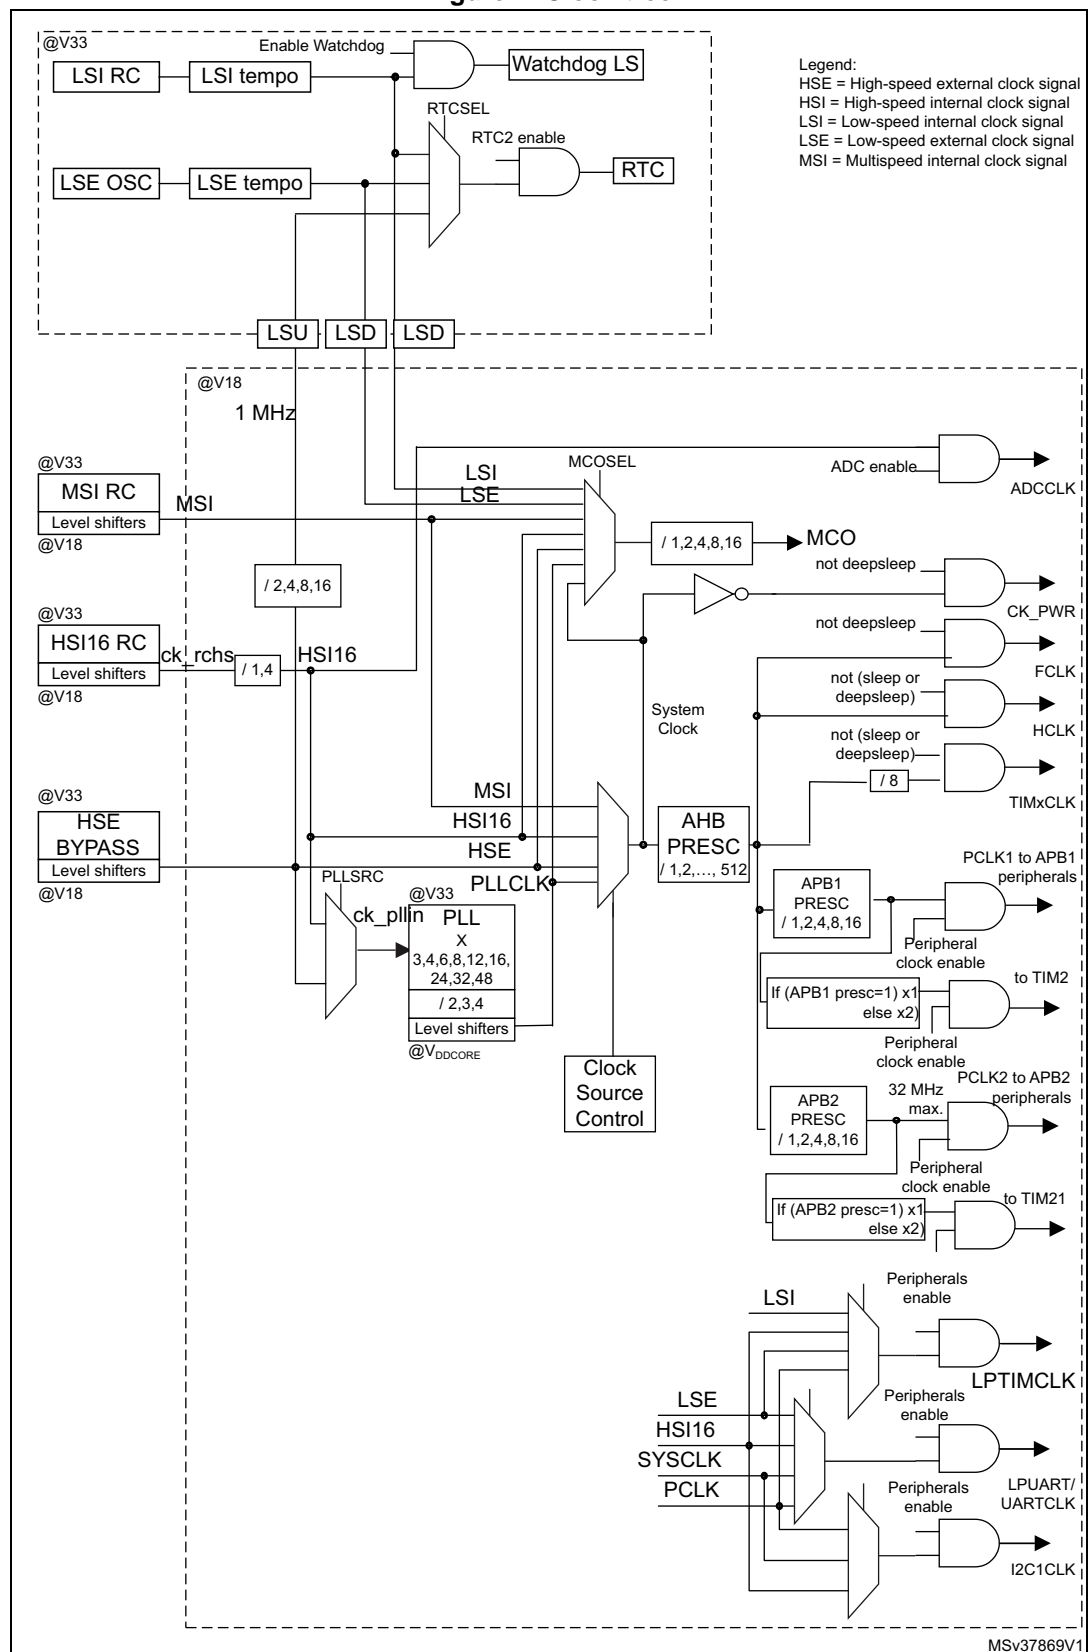 @V33
Enable Watchdog
LSI RC
LSI tempo
Watchdog LS
Legend:
HSE = High-speed external clock signal
HSI = High-speed internal clock signal
LSI = Low-speed internal clock signal
LSE = Low-speed external clock signal
MSI = Multispeed internal clock signal
RTCSEL
RTC2 enable
LSE OSC
LSE tempo
RTC
LSU
LSD
LSD
@V18
1 MHz
@V33
MSI RC
Level shifters
@V18
MSI
LSI
LSE
MCOSEL
ADC enable
ADCCLK
/ 1,2,4,8,16
MCO
/ 2,4,8,16
not deepsleep
CK_PWR
@V33
HSI16 RC
Level shifters
@V18
ck_rchs
/ 1,4
HSI16
not deepsleep
FCLK
System
Clock
not (sleep or
deepsleep)
HCLK
not (sleep or
deepsleep)
/ 8
TIMxCLK
@V33
HSE
BYPASS
Level shifters
@V18
MSI
HSI16
HSE
PLLCLK
AHB
PRESC
/ 1,2,…, 512
PLLSRC
ck_pllin
@V33
PLL
X
3,4,6,8,12,16,
24,32,48
/ 2,3,4
Level shifters
@VDDCORE
Clock
Source
Control
APB1
PRESC
/ 1,2,4,8,16
PCLK1 to APB1
peripherals
Peripheral
clock enable
If (APB1 presc=1) x1
else x2)
to TIM2
Peripheral
clock enable
APB2
PRESC
/ 1,2,4,8,16
32 MHz
max.
PCLK2 to APB2
peripherals
Peripheral
clock enable
If (APB2 presc=1) x1
else x2)
to TIM21
LSI
Peripherals
enable
LPTIMCLK
LSE
HSI16
SYSCLK
PCLK
Peripherals
enable
LPUART/
UARTCLK
Peripherals
enable
I2C1CLK
MSv37869V1